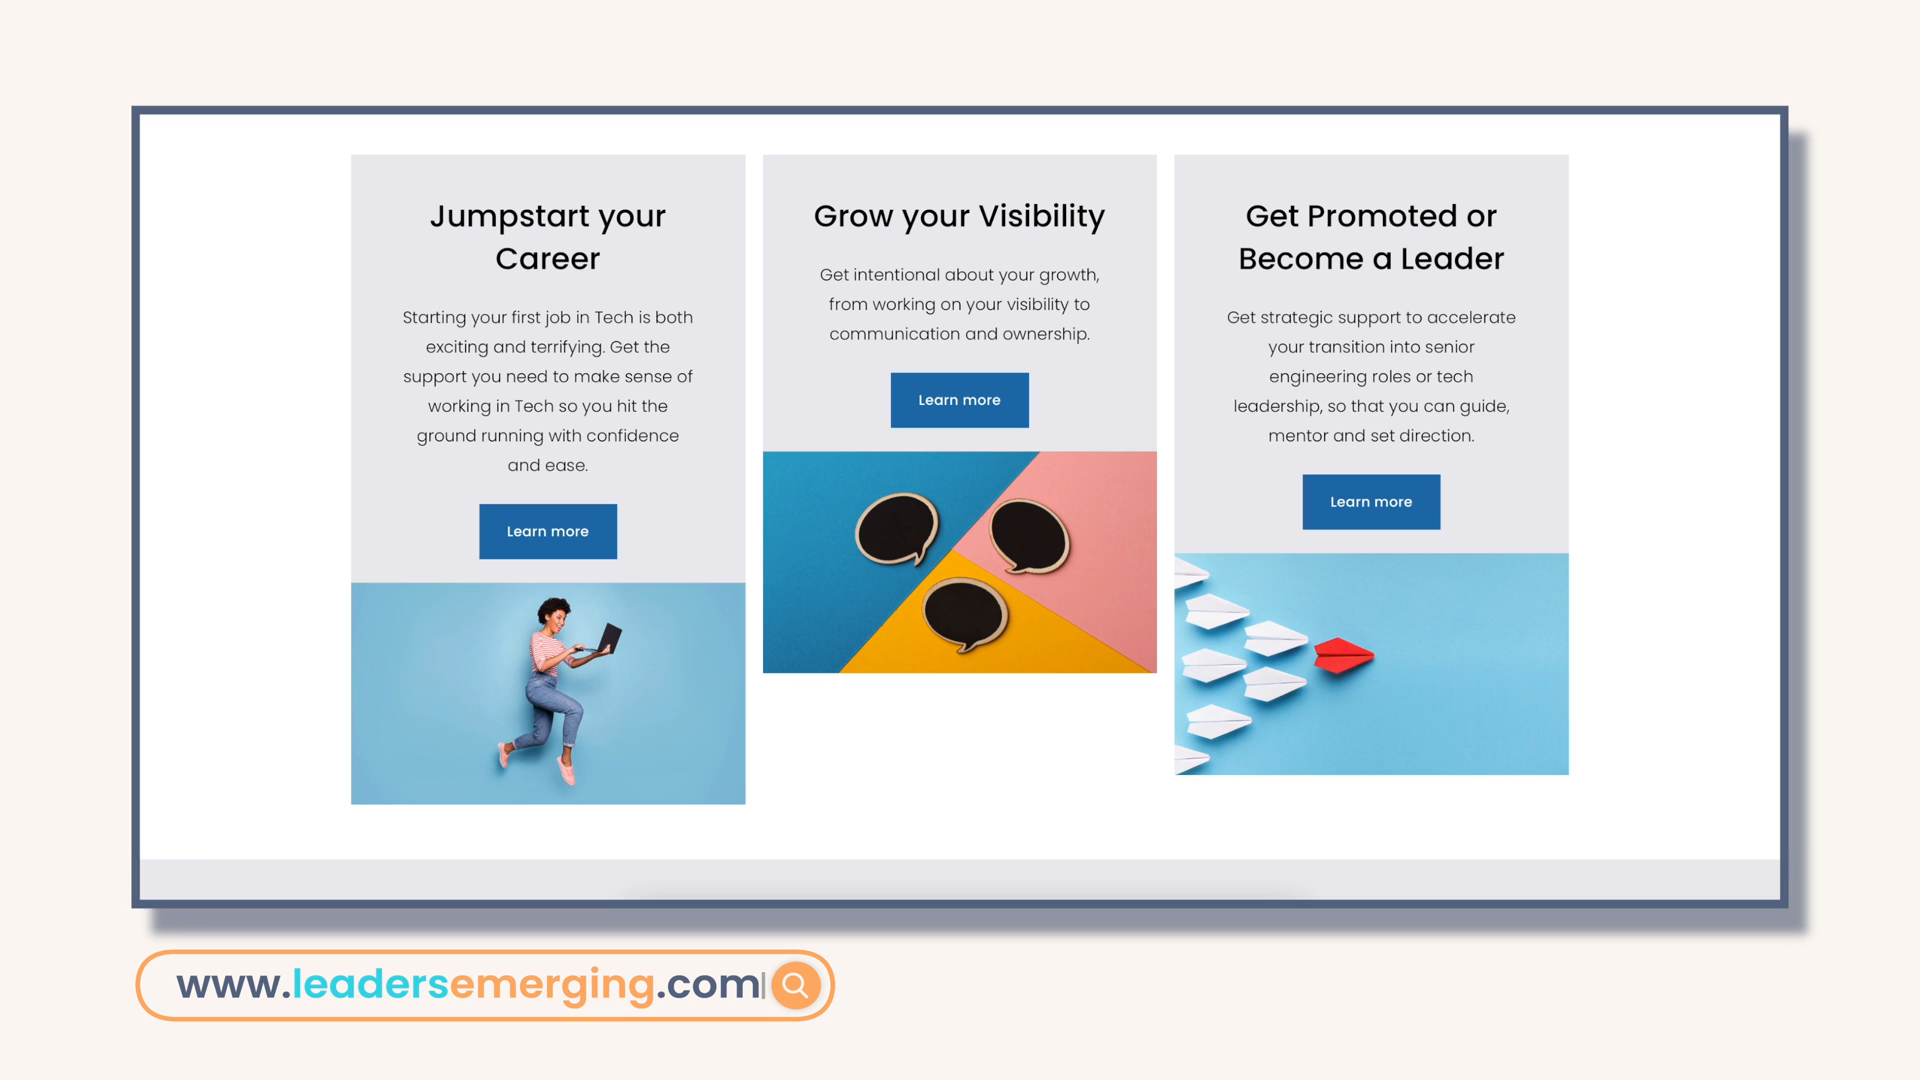 Jumpstart your
Career
Starting your first job in Tech is both
exciting and terrifying. Get the
support you need to make sense of
working in Tech so you hit the
ground running with confidence
and ease.
Learn more
Grow your Visibility
Get intentional about your growth,
from working on your visibility to
communication and ownership.
Learn more
Get Promoted or
Become a Leader
Get strategic support to accelerate
your transition into senior
engineering roles or tech
leadership, so that you can guide,
mentor and set direction.
Learn more
www.leadersemerging.com